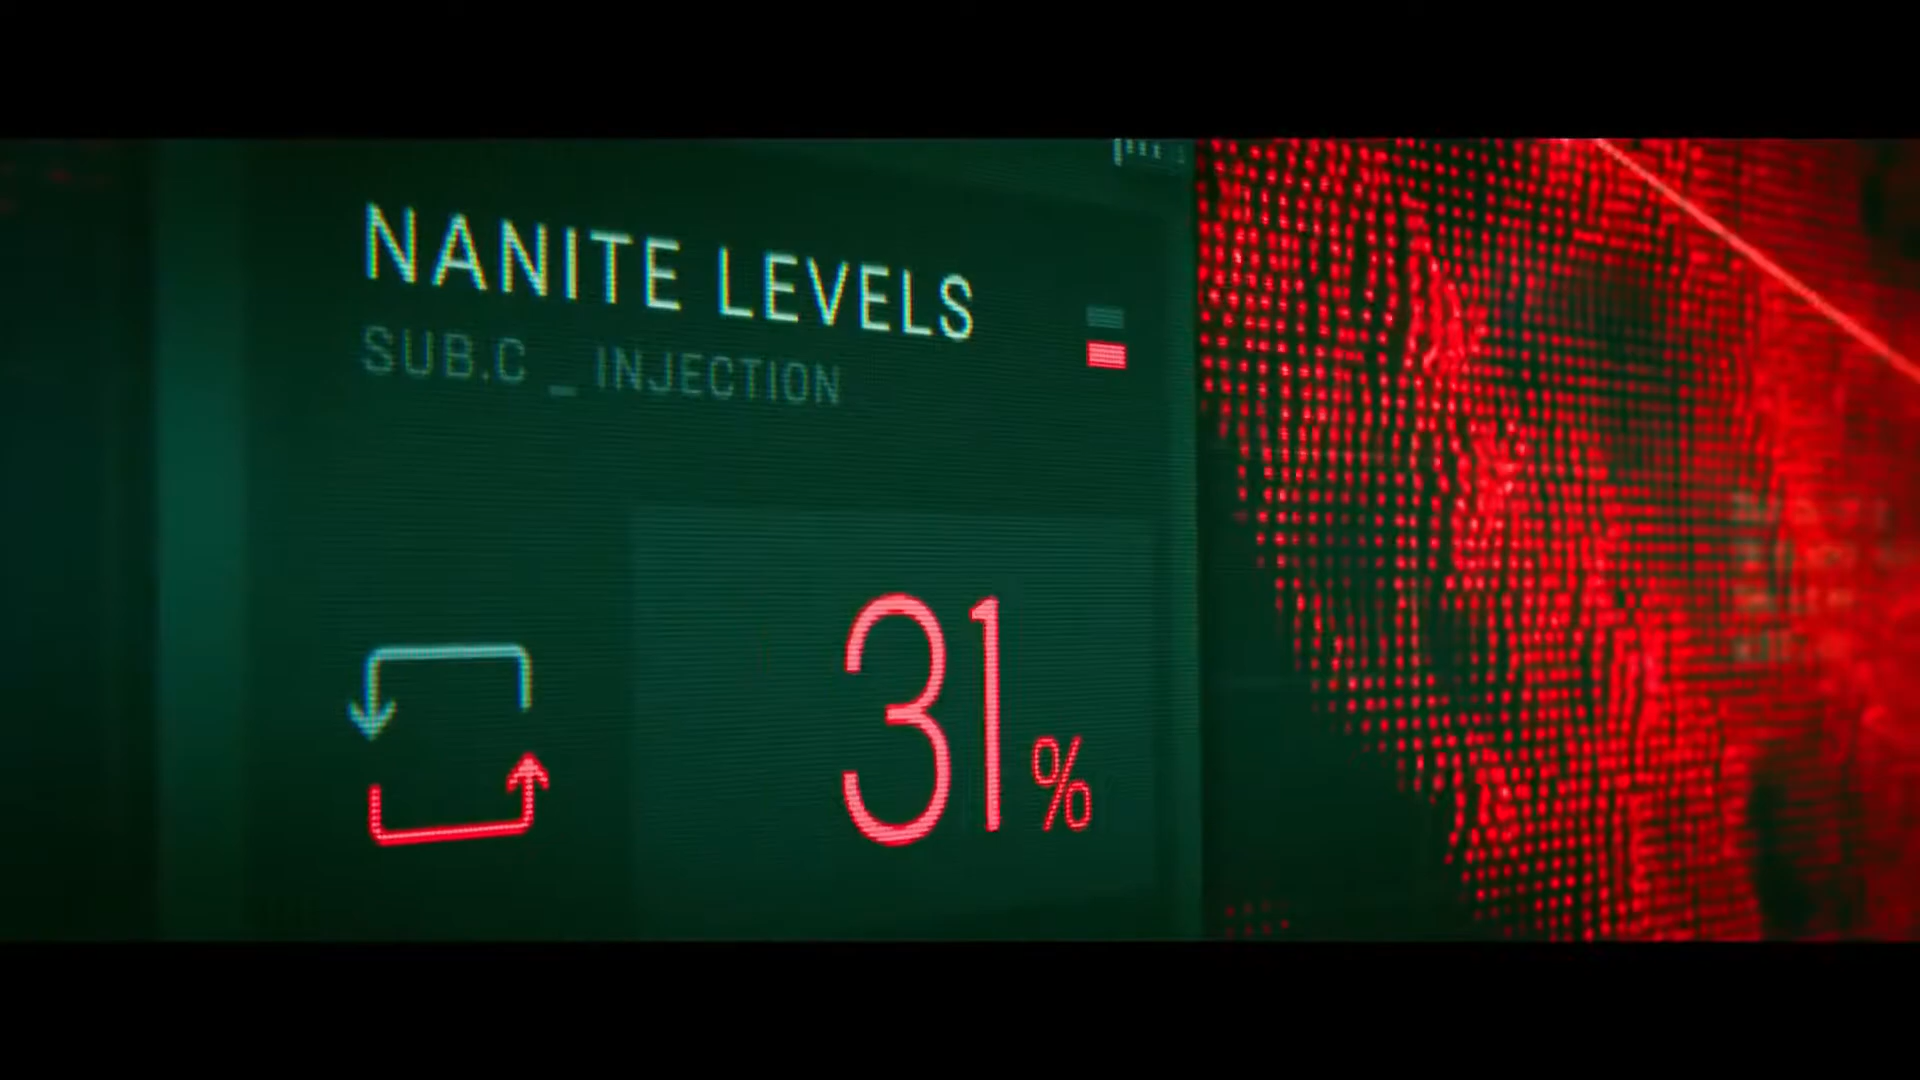 NANITE LEVELS
SUB.C _ INJECTION
31%